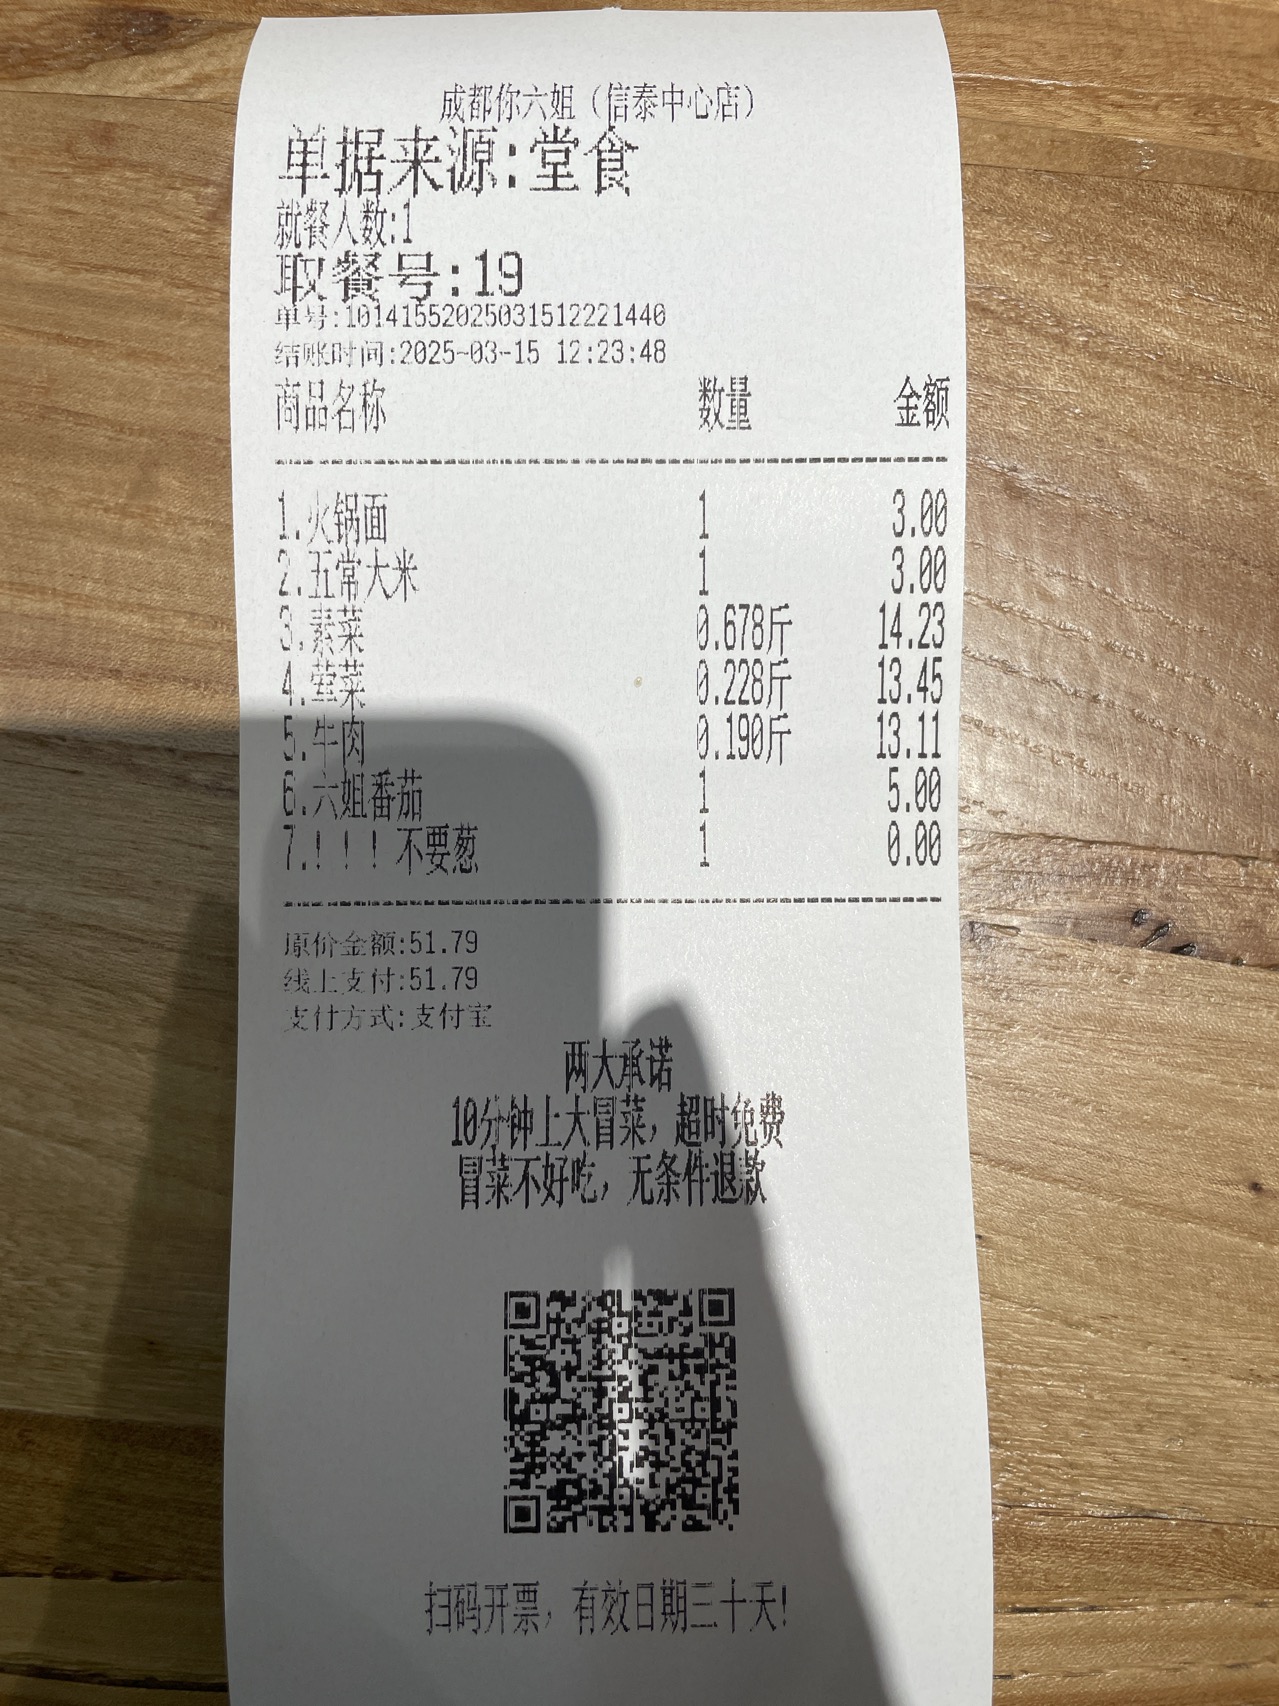 成都你六姐（信泰中心店）
单据来源:堂食
就餐人数:1
取餐号:19
单号:10141552025031512221440
结账时间:2025-03-15 12:23:48
商品名称 数量 金额
1.火锅面 1 3.00
2.五常大米 1 3.00
3.素菜 0.678斤 14.23
4.荤菜 0.228斤 13.45
5.牛肉 0.190斤 13.11
6.六姐番茄 1 5.00
7.！！！不要葱 1 0.00
原价金额:51.79
线上支付:51.79
支付方式:支付宝
两大承诺
10分钟上大冒菜，超时免费
冒菜不好吃，无条件退款
扫码开票，有效日期三十天!